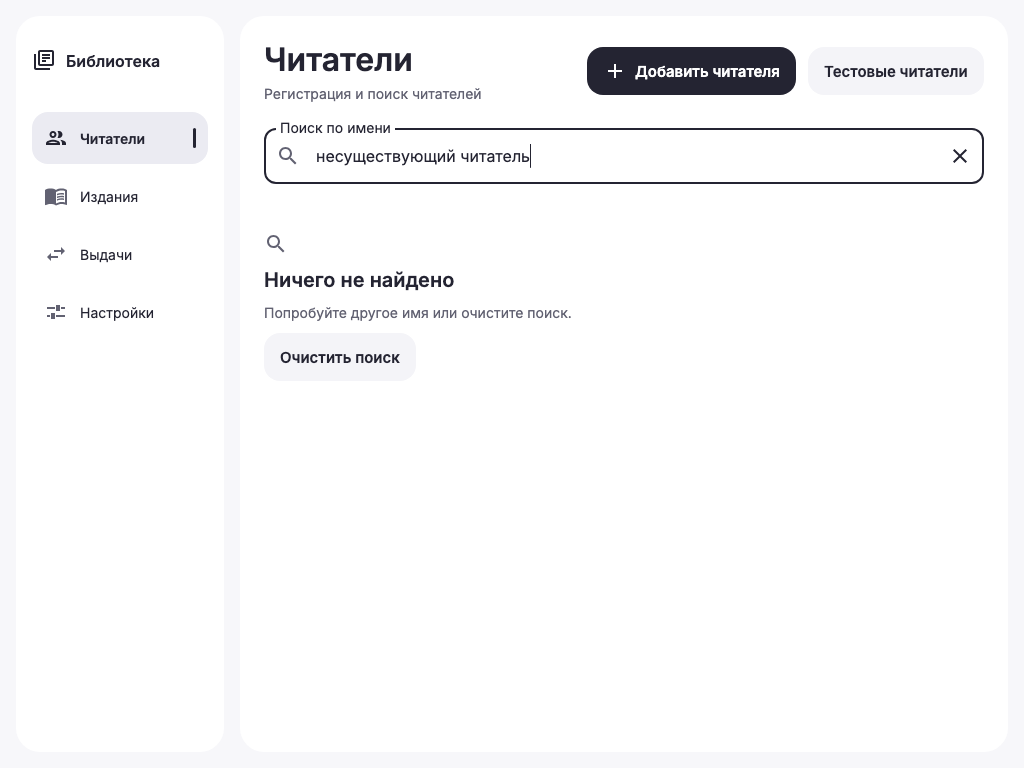 Библиотека
Читатели
Издания
Выдачи
Настройки
Читатели
Регистрация и поиск читателей
Добавить читателя
Тестовые читатели
Поиск по имени
несуществующий читатель
Ничего не найдено
Попробуйте другое имя или очистите поиск.
Очистить поиск